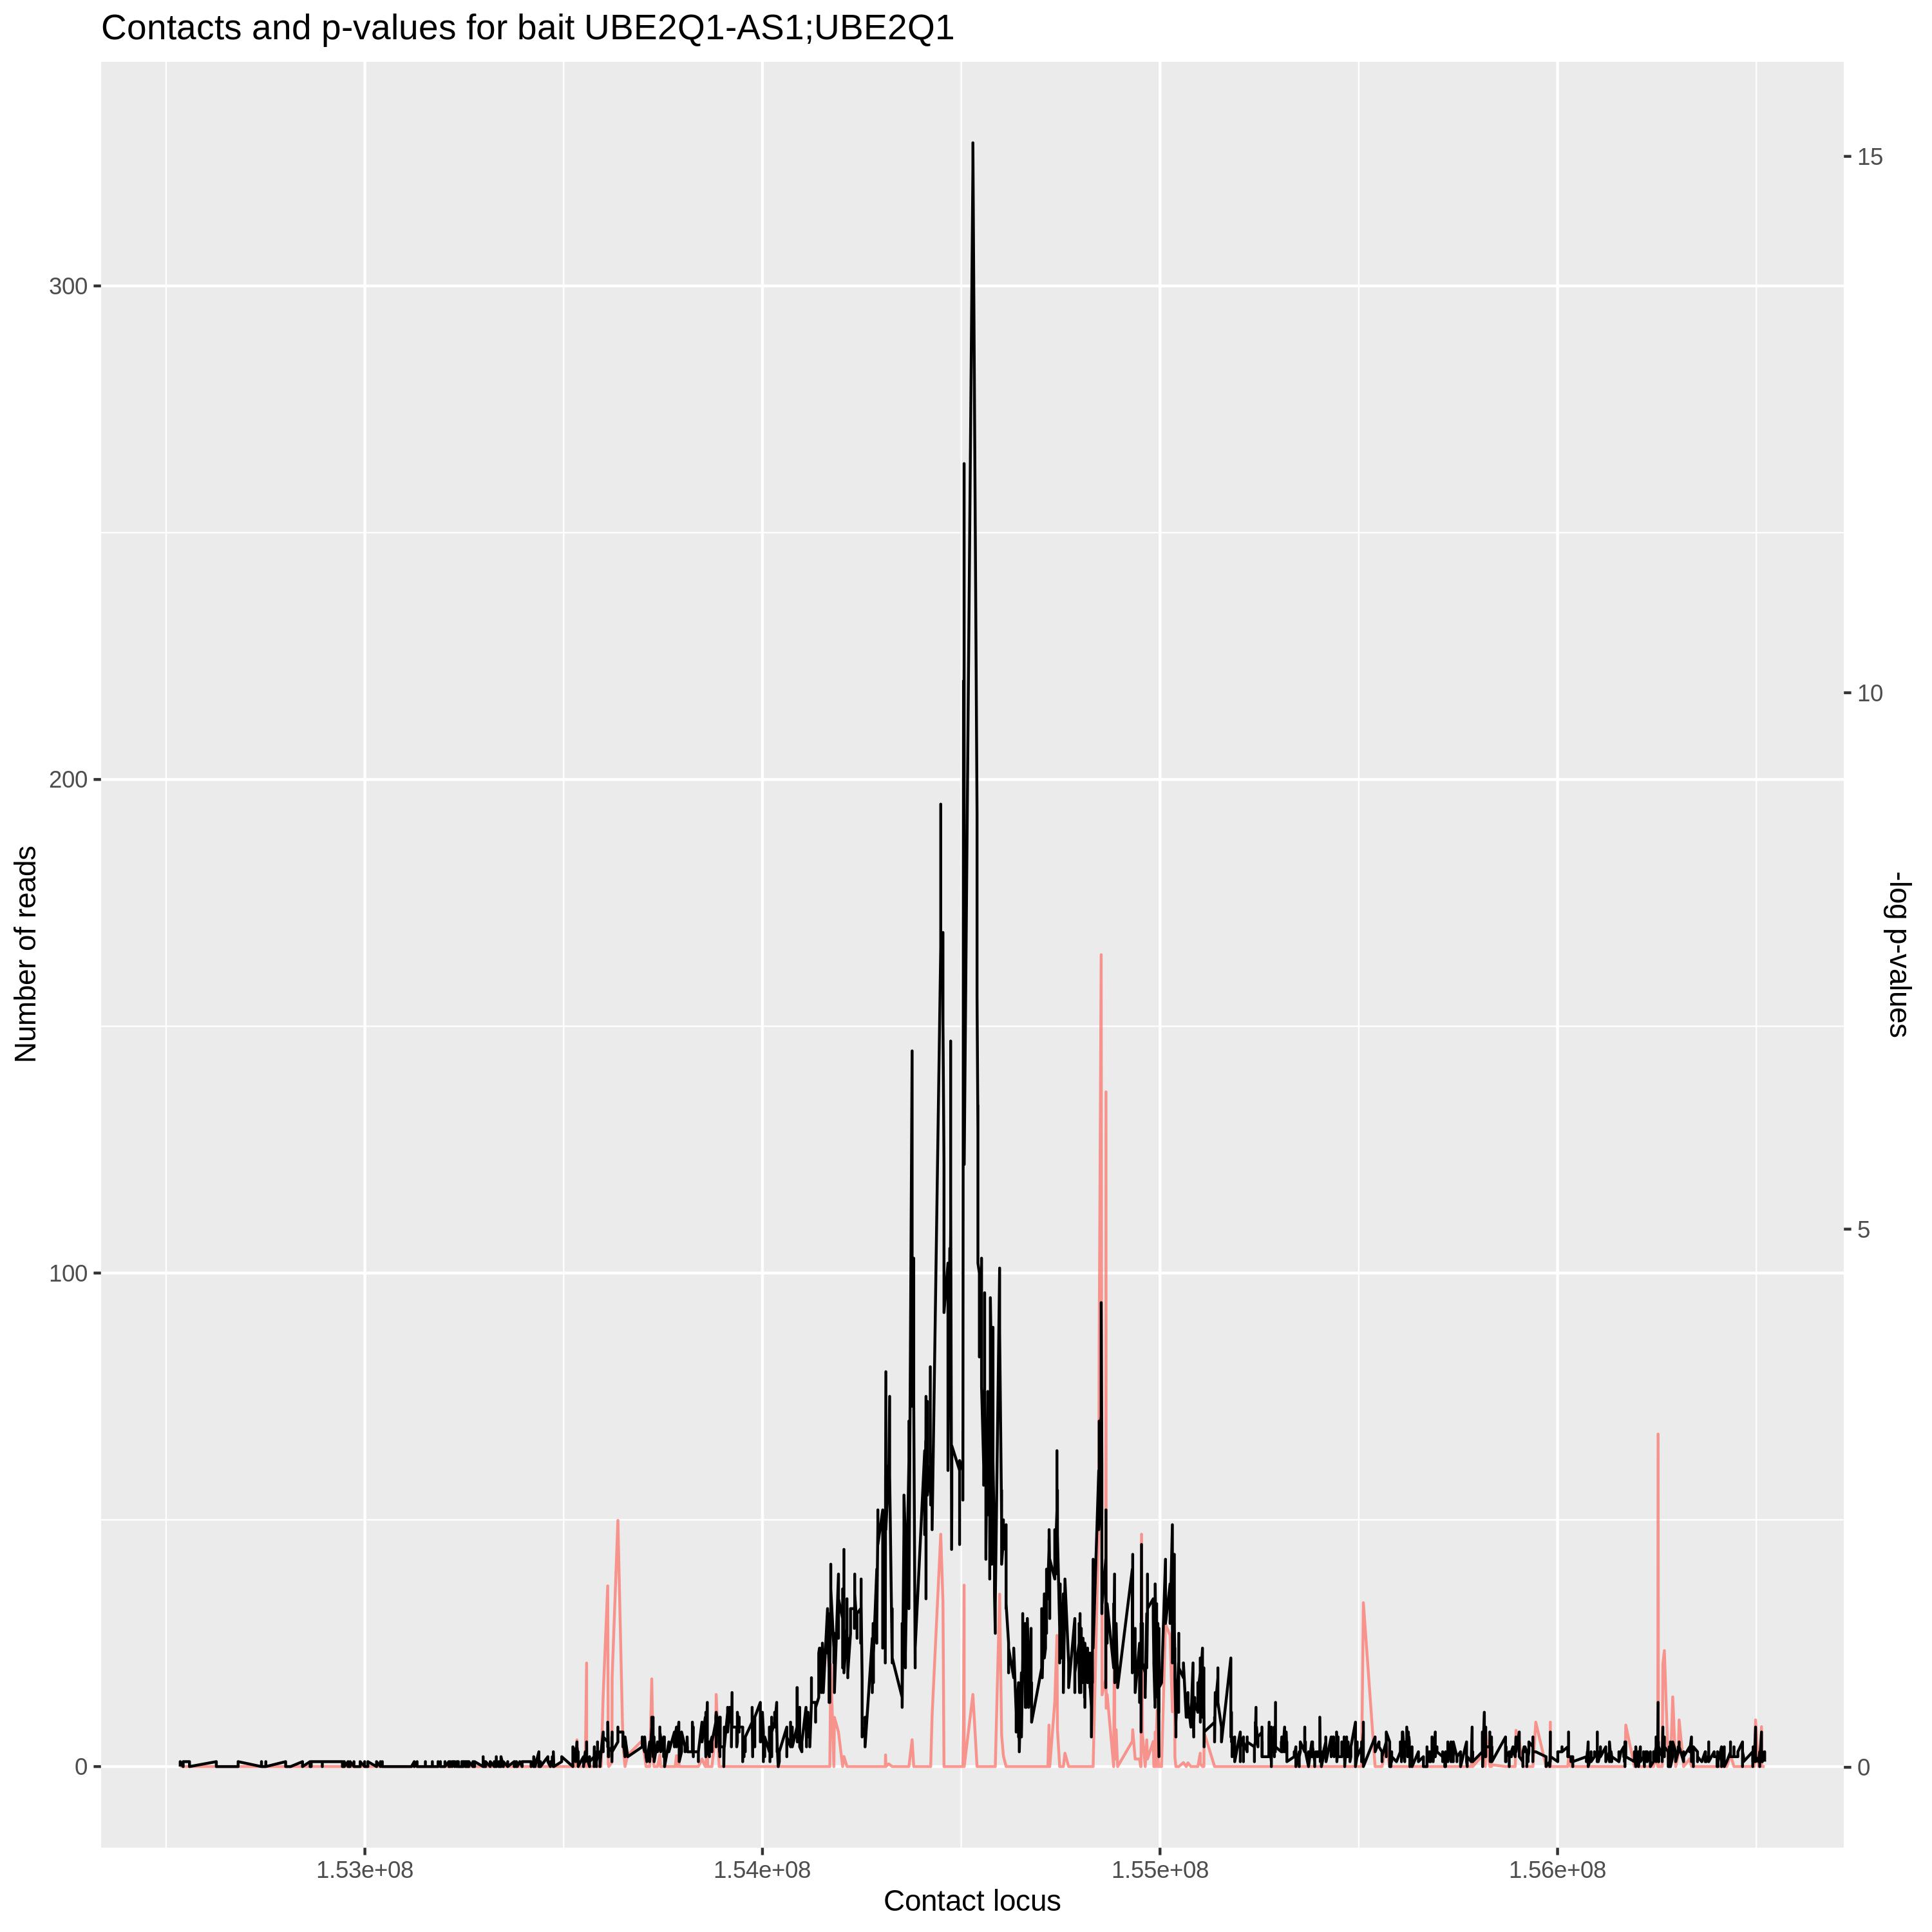 Contacts and p-values for bait UBE2Q1-AS1;UBE2Q1
Number of reads
300
200
100
0
15
10
5
0
-log p-values
1.53e+08
1.54e+08
1.55e+08
1.56e+08
Contact locus